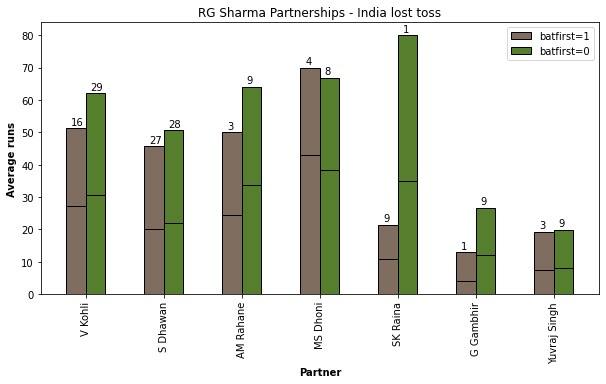 RG Sharma Partnerships - India lost toss
batfirst=1
batfirst=0
Average runs
80
70
60
50
40
30
20
10
0
16
29
27
28
3
9
4
8
9
1
1
9
3
9
V Kohli
S Dhawan
AM Rahane
MS Dhoni
SK Raina
G Gambhir
Yuvraj Singh
Partner